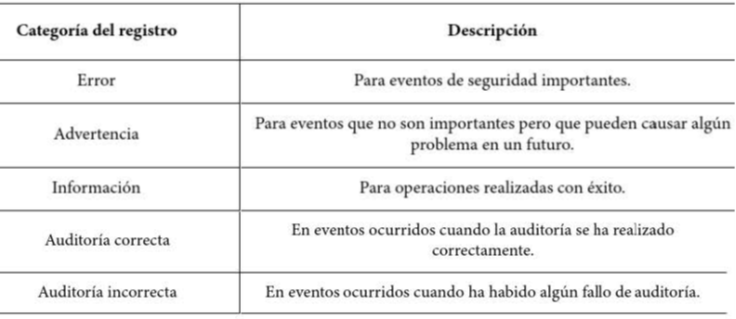 Categoría del registro Descripción
Error Para eventos de seguridad importantes.
Advertencia Para eventos que no son importantes pero que pueden causar algún
problema en un futuro.
Información Para operaciones realizadas con éxito.
Auditoría correcta En eventos ocurridos cuando la auditoría se ha realizado
correctamente.
Auditoría incorrecta En eventos ocurridos cuando ha habido algún fallo de auditoría.